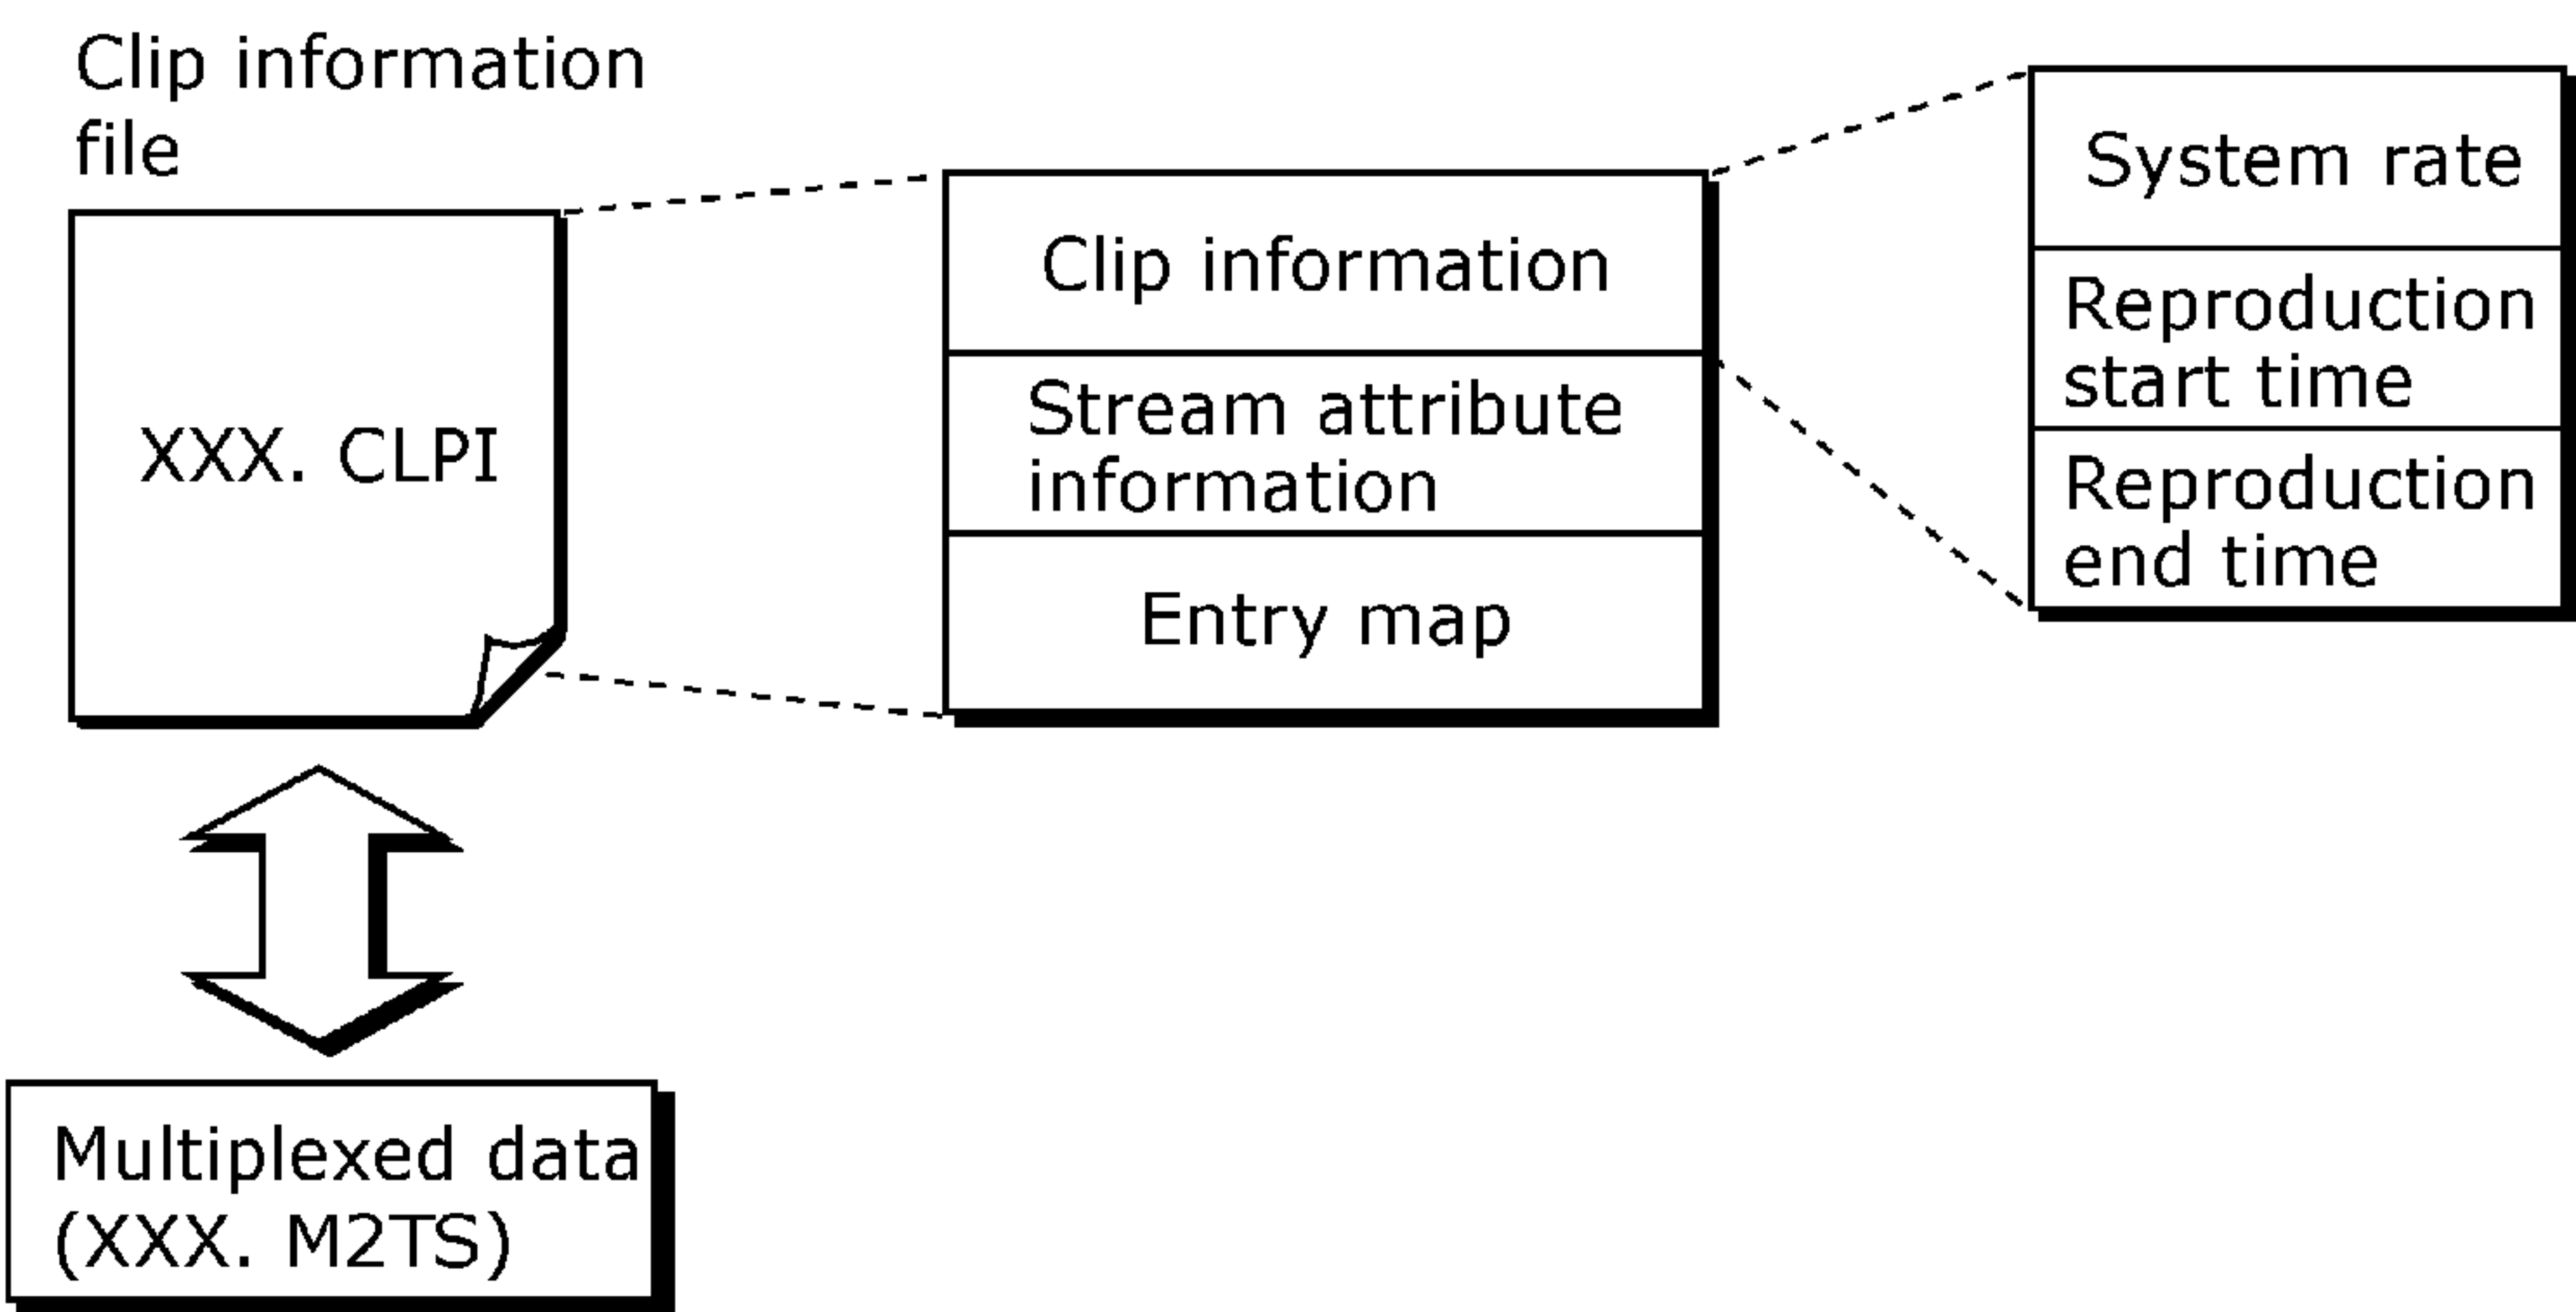 Clip information
file
XXX. CLPI
Clip information
Stream attribute
information
Entry map
System rate
Reproduction
start time
Reproduction
end time
Multiplexed data
(XXX. M2TS)